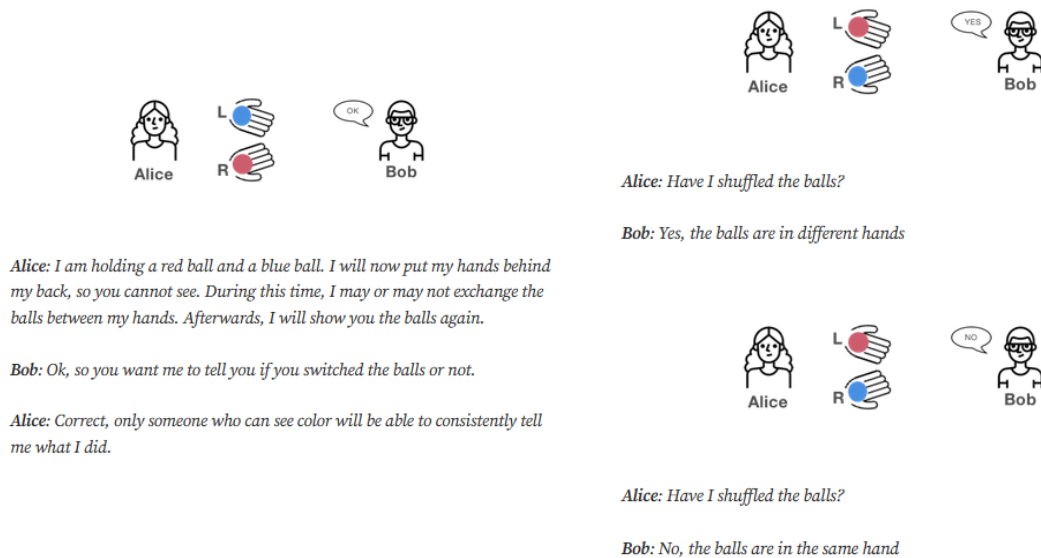 L
OK
R
Alice
Bob
Alice: I am holding a red ball and a blue ball. I will now put my hands behind
my back, so you cannot see. During this time, I may or may not exchange the
balls between my hands. Afterwards, I will show you the balls again.
Bob: Ok, so you want me to tell you if you switched the balls or not.
Alice: Correct, only someone who can see color will be able to consistently tell
me what I did.
L
YES
R
Alice
Bob
Alice: Have I shuffled the balls?
Bob: Yes, the balls are in different hands
L
NO
R
Alice
Bob
Alice: Have I shuffled the balls?
Bob: No, the balls are in the same hand